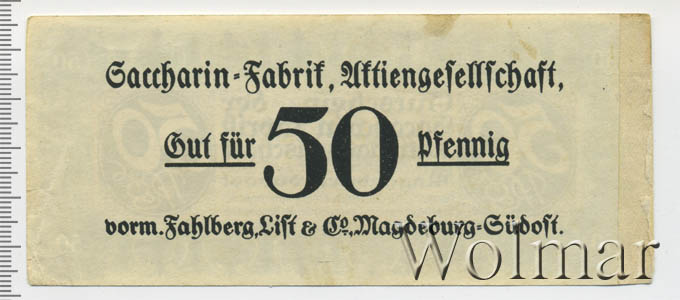 Saccharin-Fabrik, Aktiengesellschaft,
Gut für 50 Pfennig
vorm. Fahlberg, List & Co., Magdeburg-Südost.
Wolmar